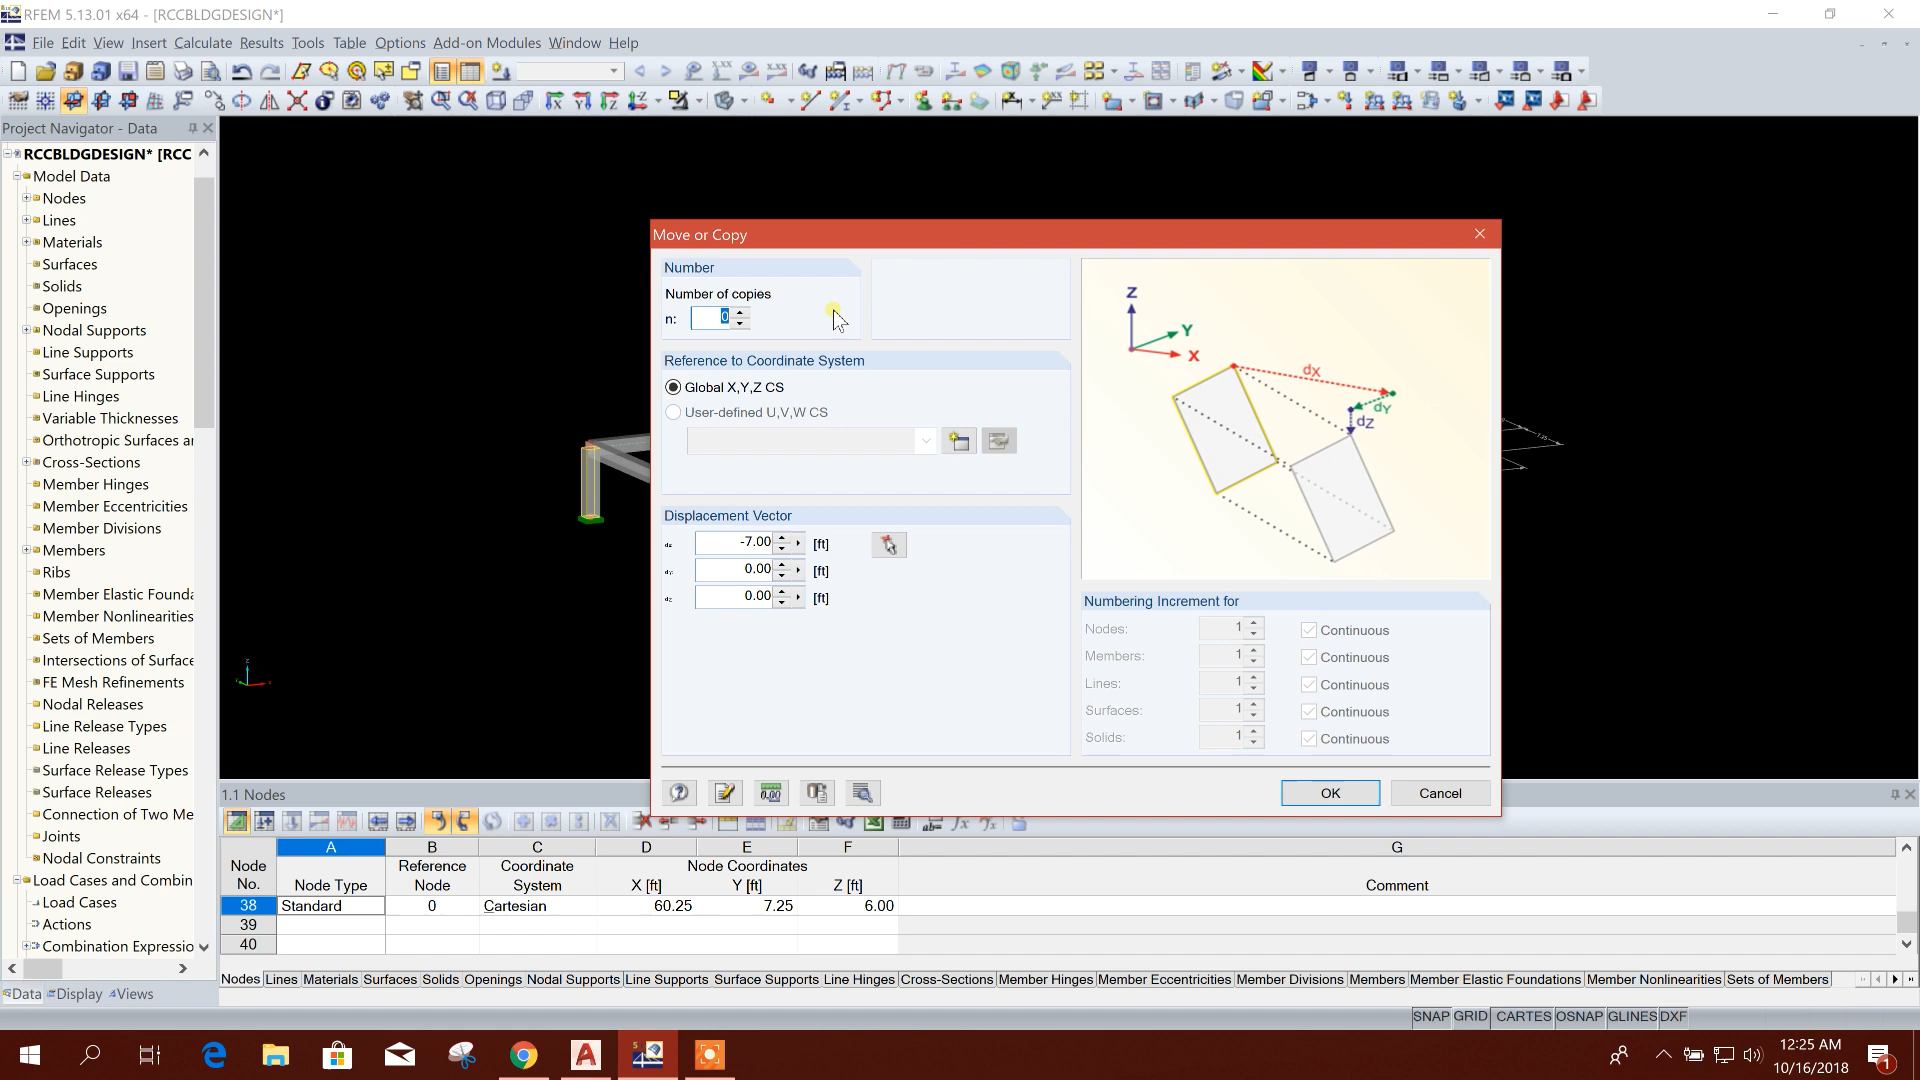 RFEM 5.13.01 x64 - [RCCBLDGDESIGN*]
File Edit View Insert Calculate Results Tools Table Options Add-on Modules Window Help
Project Navigator - Data
RCCBLDGDESIGN* [RCC
Model Data
Nodes
Lines
Materials
Surfaces
Solids
Openings
Nodal Supports
Line Supports
Surface Supports
Line Hinges
Variable Thicknesses
Orthotropic Surfaces ar
Cross-Sections
Member Hinges
Member Eccentricities
Member Divisions
Members
Ribs
Member Elastic Founda
Member Nonlinearities
Sets of Members
Intersections of Surface
FE Mesh Refinements
Nodal Releases
Line Release Types
Line Releases
Surface Release Types
Surface Releases
Connection of Two Me
Joints
Nodal Constraints
Load Cases and Combin
Load Cases
Actions
Combination Expressio
Data Display Views
Move or Copy
Number
Number of copies
n: 0
Reference to Coordinate System
Global X,Y,Z CS
User-defined U,V,W CS
Displacement Vector
-7.00 [ft]
0.00 [ft]
0.00 [ft]
Z
Y
X
dX
dY
dZ
Numbering Increment for
Nodes: 1 Continuous
Members: 1 Continuous
Lines: 1 Continuous
Surfaces: 1 Continuous
Solids: 1 Continuous
OK Cancel
1.1 Nodes
A B C D E F G
Node Reference Coordinate Node Coordinates
No. Node Type Node System X [ft] Y [ft] Z [ft] Comment
38 Standard 0 Cartesian 60.25 7.25 6.00
39
40
Nodes Lines Materials Surfaces Solids Openings Nodal Supports Line Supports Surface Supports Line Hinges Cross-Sections Member Hinges Member Eccentricities Member Divisions Members Member Elastic Foundations Member Nonlinearities Sets of Members
SNAP GRID CARTES OSNAP GLINES DXF
12:25 AM
10/16/2018
1